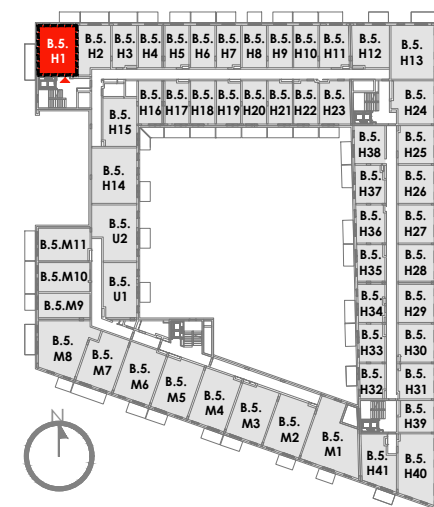 B.5.
H1
B.5.
H2
B.5.
H3
B.5.
H4
B.5.
H5
B.5.
H6
B.5.
H7
B.5.
H8
B.5.
H9
B.5.
H10
B.5.
H11
B.5.
H12
B.5.
H13
B.5.
H16
B.5.
H17
B.5.
H18
B.5.
H19
B.5.
H20
B.5.
H21
B.5.
H22
B.5.
H23
B.5.
H24
B.5.
H15
B.5.
H38
B.5.
H25
B.5.
H14
B.5.
H37
B.5.
H26
B.5.
U2
B.5.
H36
B.5.
H27
B.5.M11
B.5.
H35
B.5.
H28
B.5.M10
B.5.
U1
B.5.
H34
B.5.
H29
B.5.M9
B.5.
M8
B.5.
M7
B.5.
H33
B.5.
H30
B.5.
M6
B.5.
M5
B.5.
H32
B.5.
H31
B.5.
M4
B.5.
M3
B.5.
M2
B.5.
M1
B.5.
H39
B.5.
H41
B.5.
H40
N